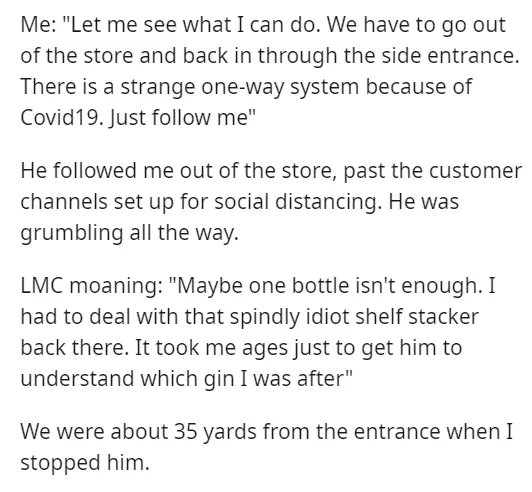 Me: "Let me see what I can do. We have to go out
of the store and back in through the side entrance.
There is a strange one-way system because of
Covid19. Just follow me"
He followed me out of the store, past the customer
channels set up for social distancing. He was
grumbling all the way.
LMC moaning: "Maybe one bottle isn't enough. I
had to deal with that spindly idiot shelf stacker
back there. It took me ages just to get him to
understand which gin I was after"
We were about 35 yards from the entrance when I
stopped him.